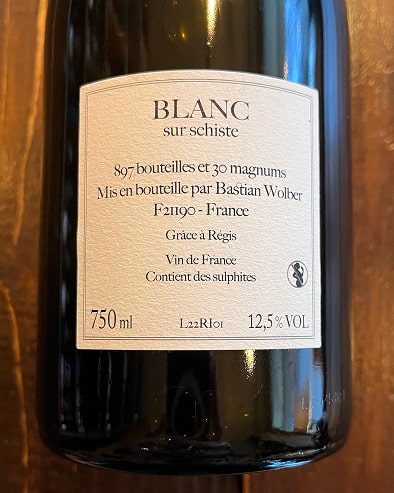 BLANC
sur schiste
897 bouteilles et 30 magnums
Mis en bouteille par Bastian Wolber
F21190 - France
Grâce à Régis
Vin de France
Contient des sulphites
750 ml
L22RI01
12,5 % VOL